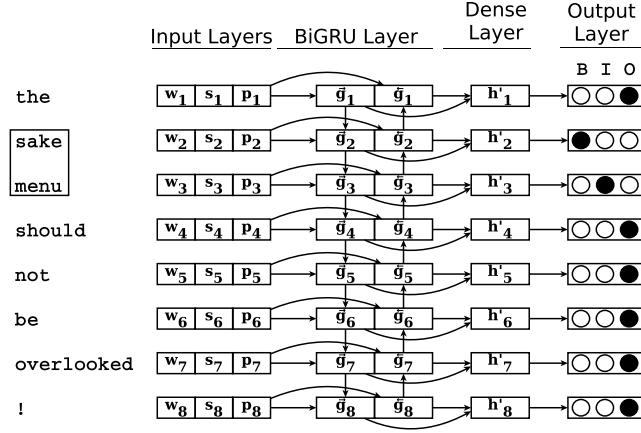 Input Layers BiGRU Layer Dense Layer Output Layer
B I O
the w1 s1 p1 g⃗1 g⃖1 h'1
sake w2 s2 p2 g⃗2 g⃖2 h'2
menu w3 s3 p3 g⃗3 g⃖3 h'3
should w4 s4 p4 g⃗4 g⃖4 h'4
not w5 s5 p5 g⃗5 g⃖5 h'5
be w6 s6 p6 g⃗6 g⃖6 h'6
overlooked w7 s7 p7 g⃗7 g⃖7 h'7
! w8 s8 p8 g⃗8 g⃖8 h'8